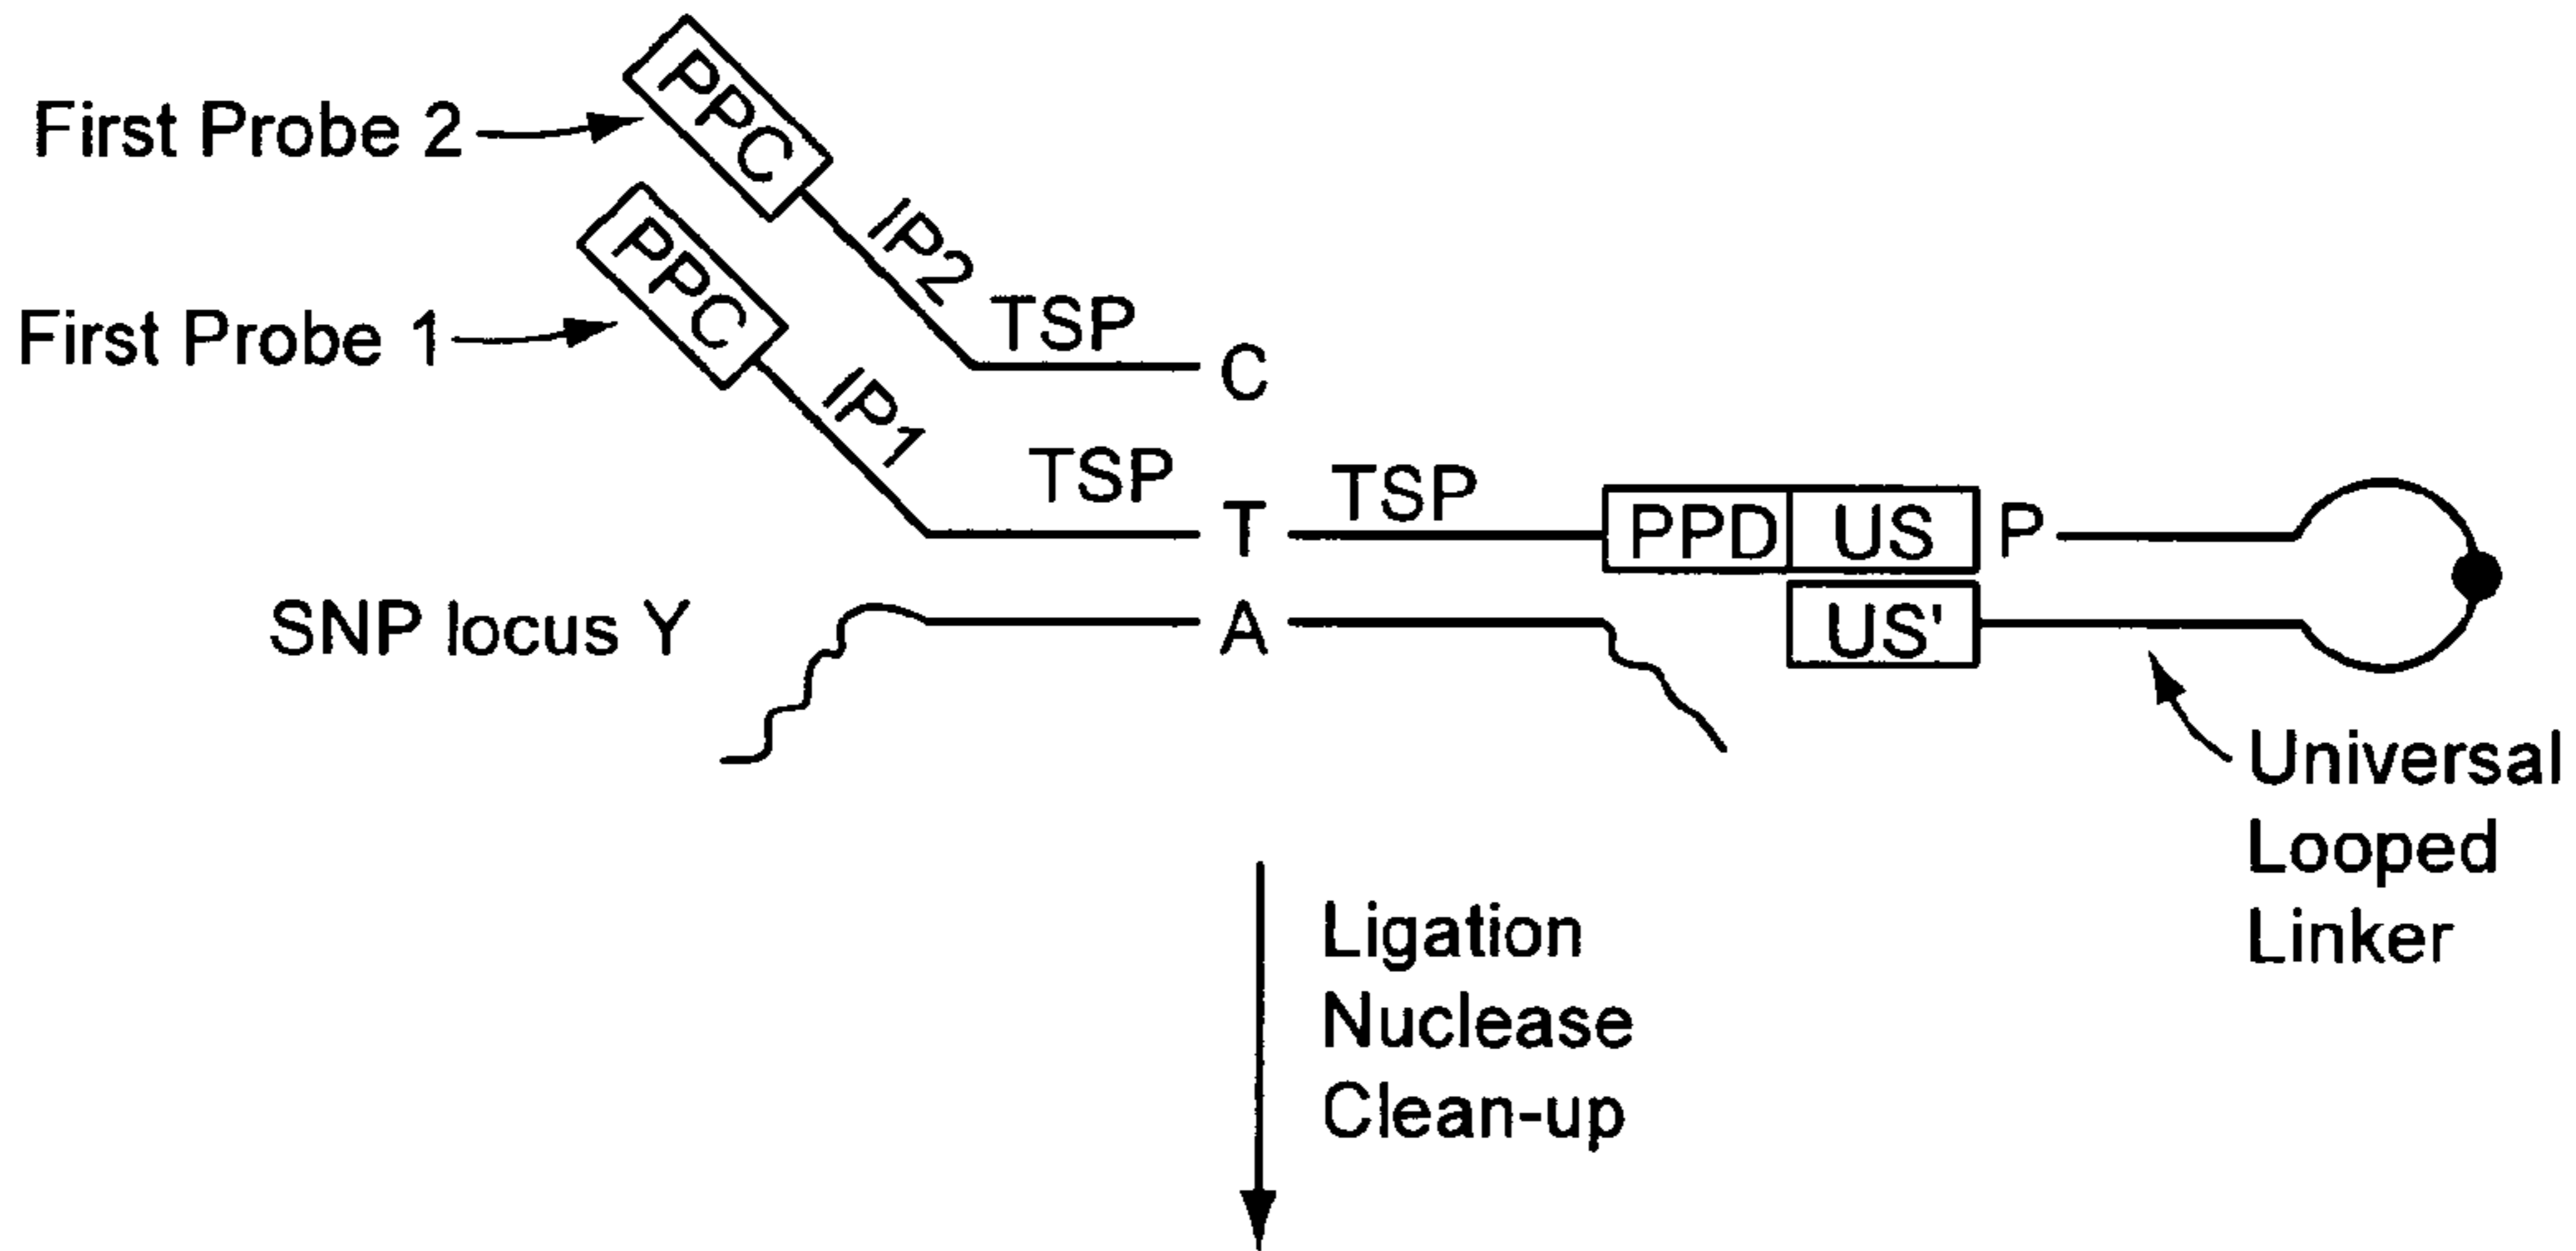 First Probe 2
PPC
IP2
TSP
C
First Probe 1
PPC
IP1
TSP
T
TSP
PPD
US
P
SNP locus Y
A
US'
Universal
Looped
Linker
Ligation
Nuclease
Clean-up